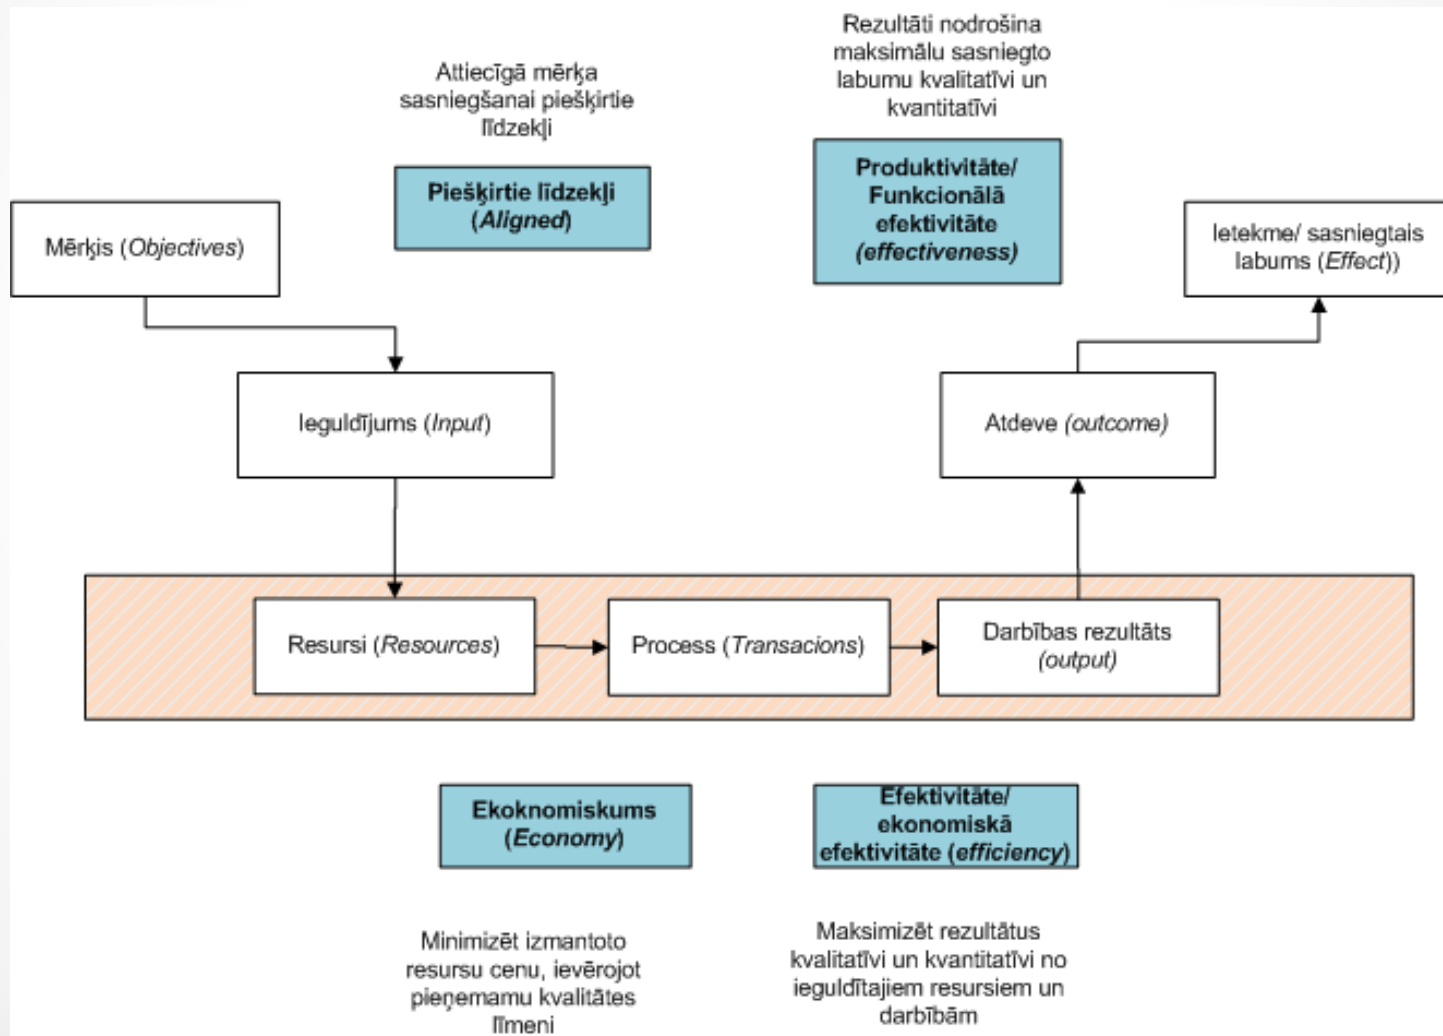 Attiecīgā mērķa
sasniegšanai piešķirtie
līdzekļi
Rezultāti nodrošina
maksimālu sasniegto
labumu kvalitatīvi un
kvantitatīvi
Piešķirtie līdzekļi
(Aligned)
Produktivitāte/
Funkcionālā
efektivitāte
(effectiveness)
Mērķis (Objectives)
Ietekme/ sasniegtais
labums (Effect))
Ieguldījums (Input)
Atdeve (outcome)
Resursi (Resources)
Process (Transacions)
Darbības rezultāts
(output)
Ekoknomiskums
(Economy)
Efektivitāte/
ekonomiskā
efektivitāte (efficiency)
Minimizēt izmantoto
resursu cenu, ievērojot
pieņemamu kvalitātes
līmeni
Maksimizēt rezultātus
kvalitatīvi un kvantitatīvi no
ieguldītajiem resursiem un
darbībām